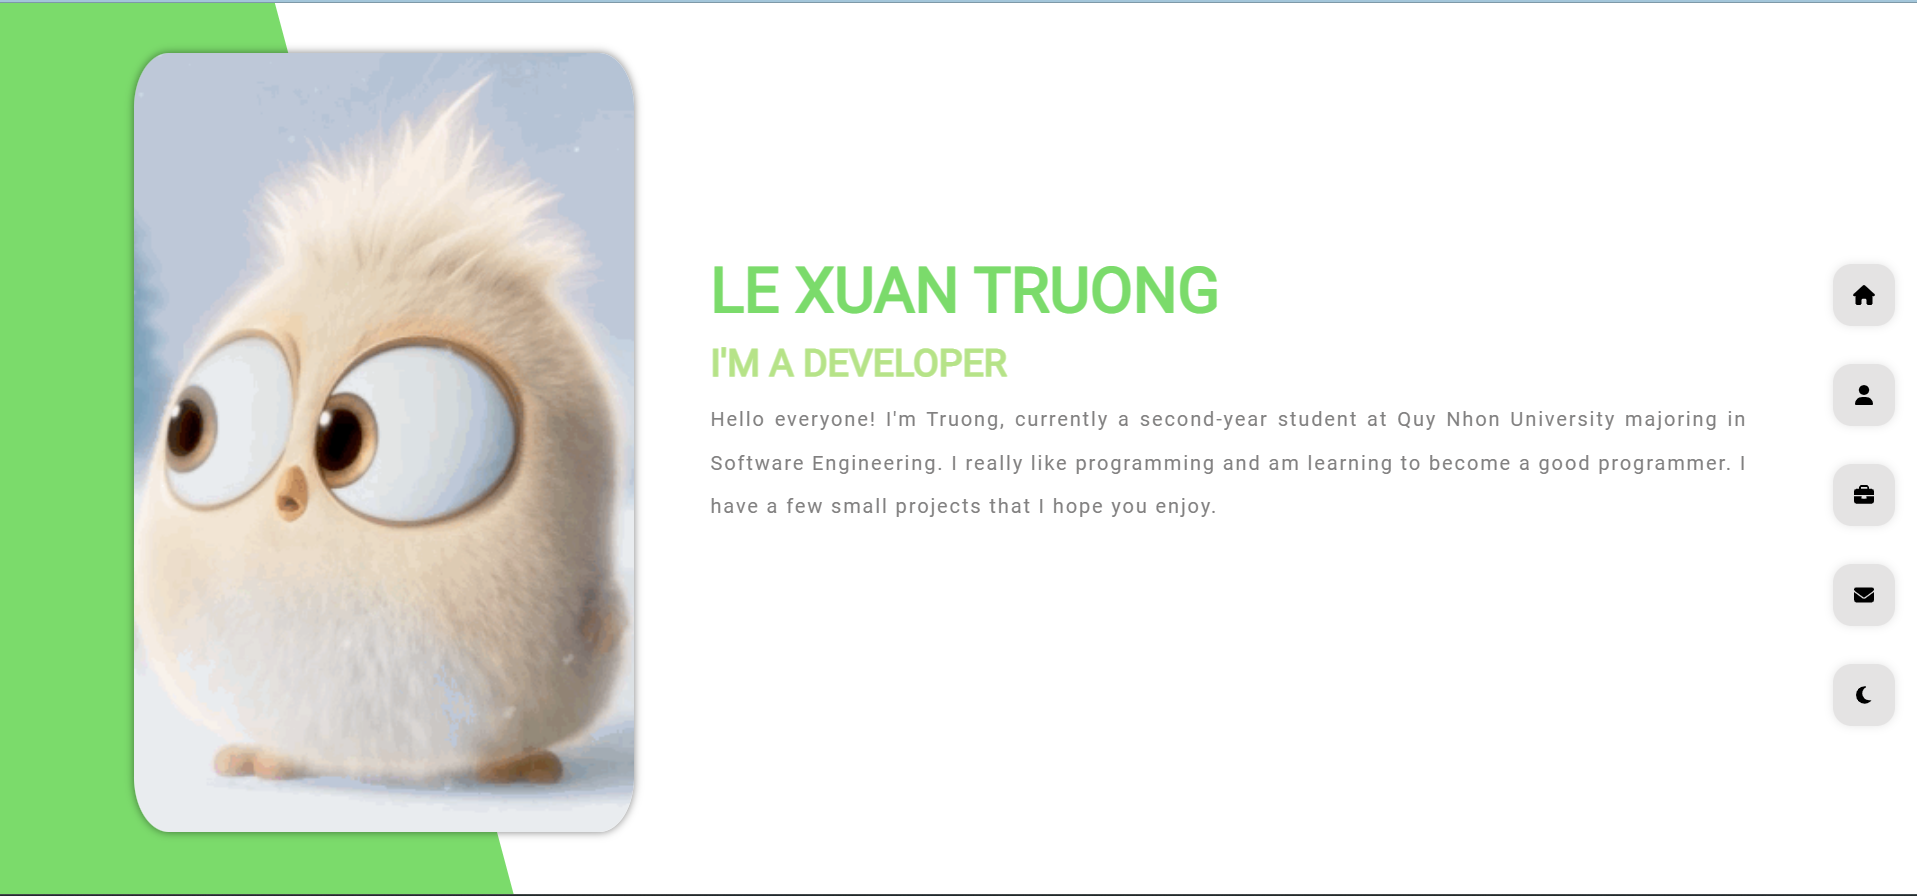 LE XUAN TRUONG
I'M A DEVELOPER
Hello everyone! I'm Truong, currently a second-year student at Quy Nhon University majoring in
Software Engineering. I really like programming and am learning to become a good programmer. I
have a few small projects that I hope you enjoy.